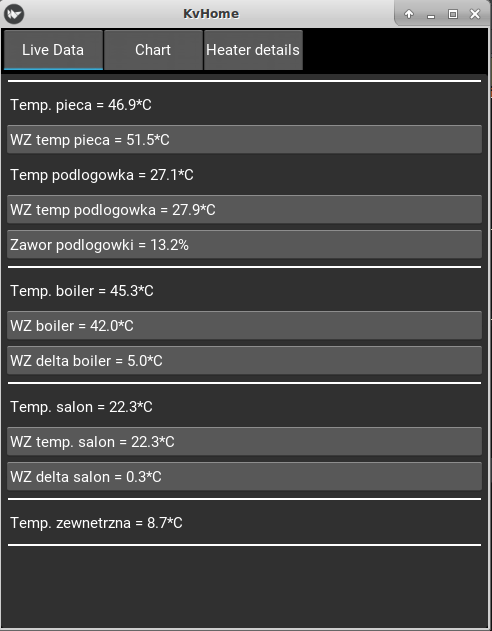 KvHome
Live Data
Chart
Heater details
Temp. pieca = 46.9*C
WZ temp pieca = 51.5*C
Temp podlogowka = 27.1*C
WZ temp podlogowka = 27.9*C
Zawor podlogowki = 13.2%
Temp. boiler = 45.3*C
WZ boiler = 42.0*C
WZ delta boiler = 5.0*C
Temp. salon = 22.3*C
WZ temp. salon = 22.3*C
WZ delta salon = 0.3*C
Temp. zewnetrzna = 8.7*C